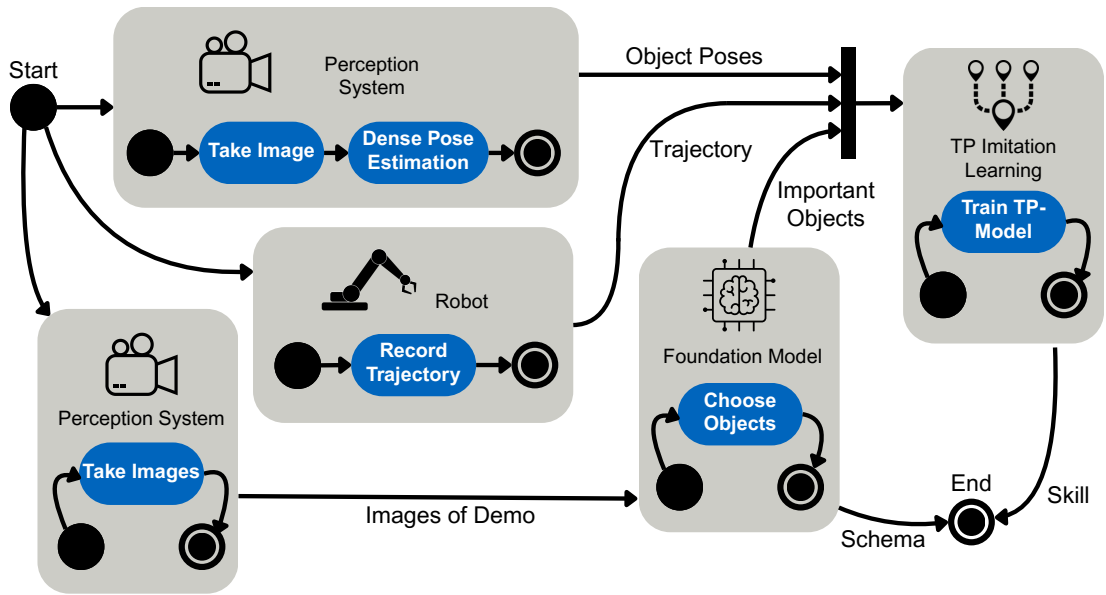 Start
Perception
System
Take Image
Dense Pose
Estimation
Object Poses
Trajectory
Important
Objects
TP Imitation
Learning
Train TP-
Model
Robot
Record
Trajectory
Foundation Model
Choose
Objects
Perception System
Take Images
Images of Demo
Schema
End
Skill